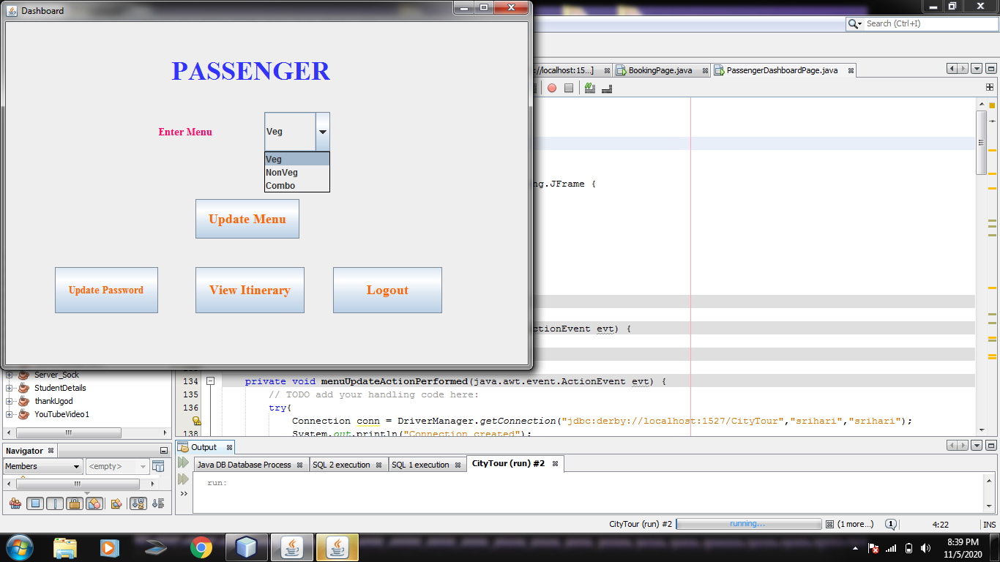 Dashboard
PASSENGER
Enter Menu
Veg
Veg
NonVeg
Combo
Update Menu
Update Password
View Itinerary
Logout
Search (Ctrl+I)
://localhost:15...]
BookingPage.java
PassengerDashboardPage.java
ng.JFrame {
ctionEvent evt) {
134 private void menuUpdateActionPerformed(java.awt.event.ActionEvent evt) {
135 // TODO add your handling code here:
136 try{
Connection conn = DriverManager.getConnection("jdbc:derby://localhost:1527/CityTour","srihari","srihari");
138 System.out.println("Connection created");
Server_Sock
StudentDetails
thankUgod
YouTubeVideo1
Navigator
Members
<empty>
Output
Java DB Database Process
SQL 2 execution
SQL 1 execution
CityTour (run) #2
run:
CityTour (run) #2
running...
(1 more...)
1
4:22
INS
8:39 PM
11/5/2020